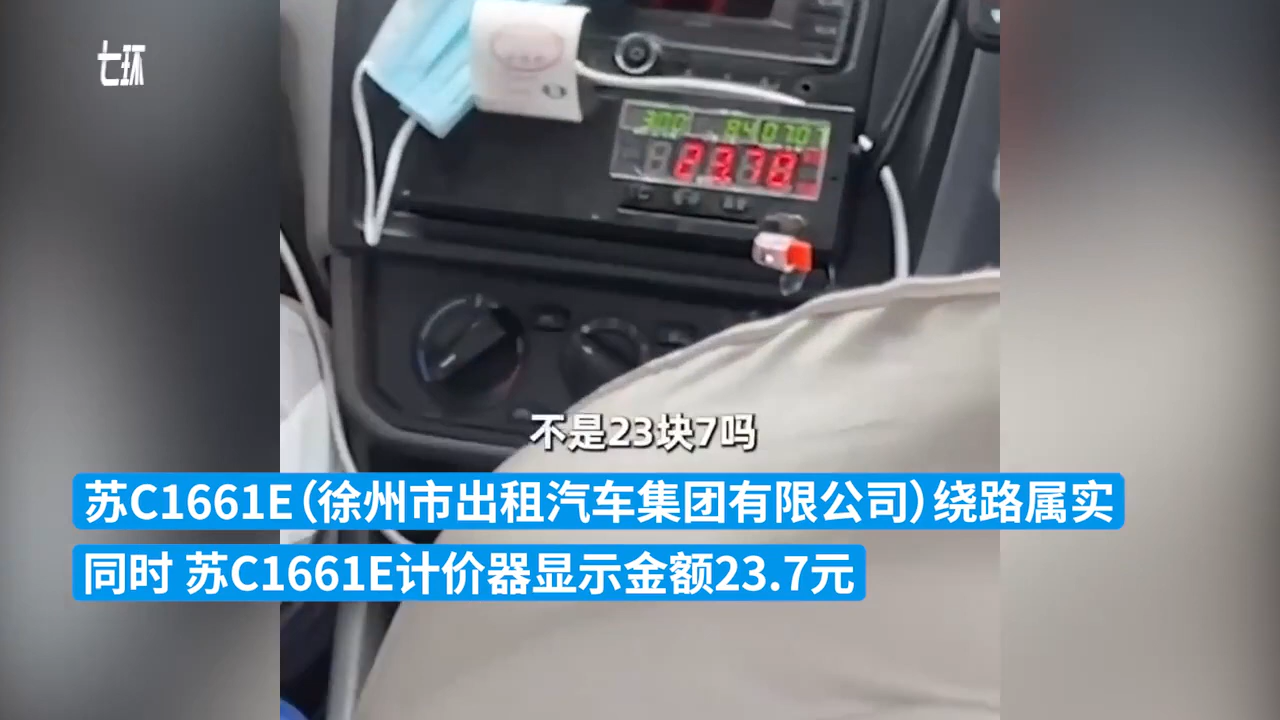 七环
不是23块7吗
苏C1661E（徐州市出租汽车集团有限公司）绕路属实
同时 苏C1661E计价器显示金额23.7元